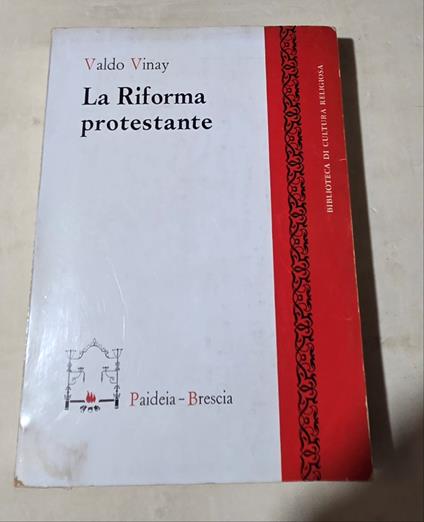 Valdo Vinay
La Riforma
protestante
BIBLIOTECA DI CULTURA RELIGIOSA
Paideia - Brescia